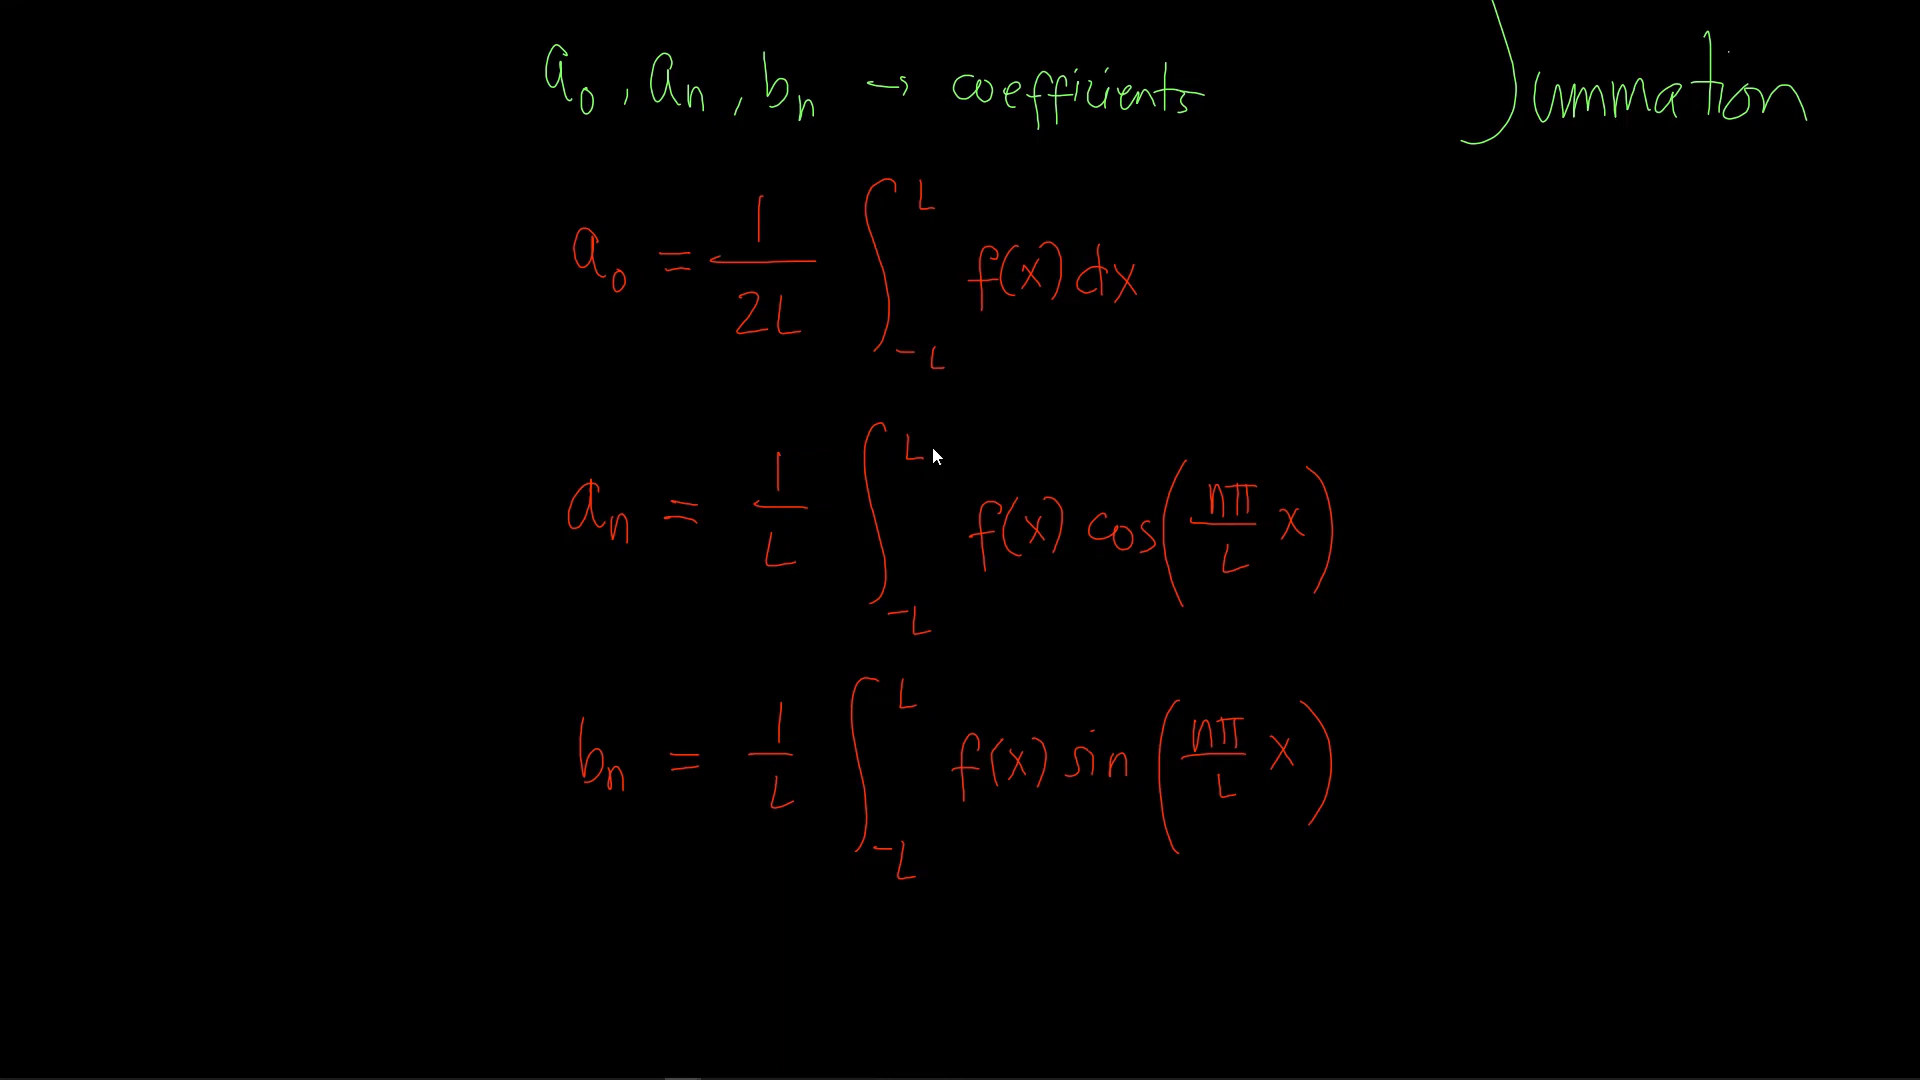 a₀, aₙ, bₙ → coefficients
Summation
a₀ = 1/2L ∫_{-L}^{L} f(x) dx
aₙ = 1/L ∫_{-L}^{L} f(x) cos(nπ/L x)
bₙ = 1/L ∫_{-L}^{L} f(x) sin(nπ/L x)